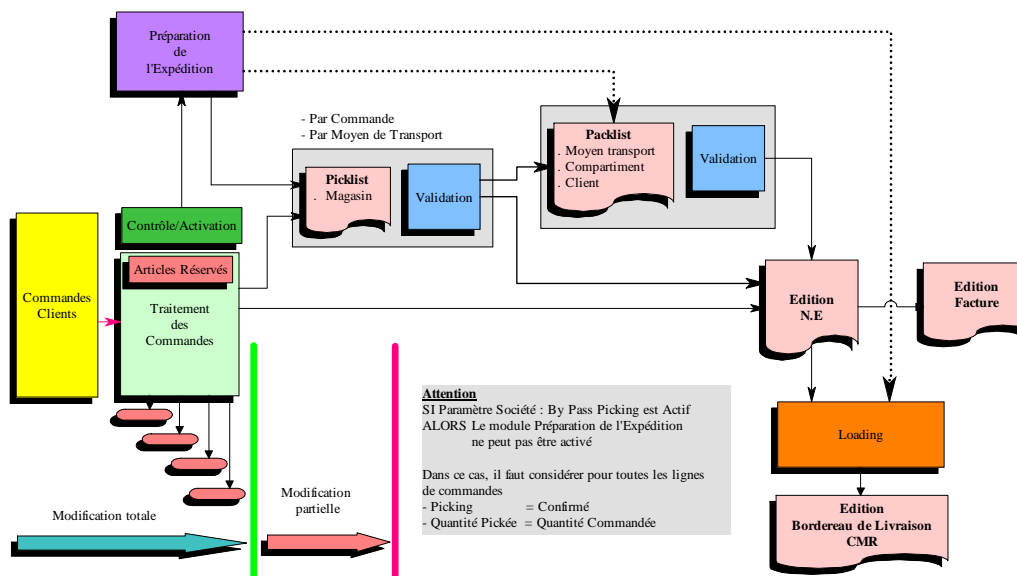 Préparation
de
l'Expédition
- Par Commande
- Par Moyen de Transport
Picklist
. Magasin
Validation
Packlist
. Moyen transport
. Compartiment
. Client
Validation
Contrôle/Activation
Articles Réservés
Commandes
Clients
Traitement
des
Commandes
Edition
N.E
Edition
Facture
Attention
SI Paramètre Société : By Pass Picking est Actif
ALORS Le module Préparation de l'Expédition
ne peut pas être activé
Dans ce cas, il faut considérer pour toutes les lignes
de commandes
- Picking = Confirmé
- Quantité Pickée = Quantité Commandée
Loading
Edition
Bordereau de Livraison
CMR
Modification totale
Modification
partielle